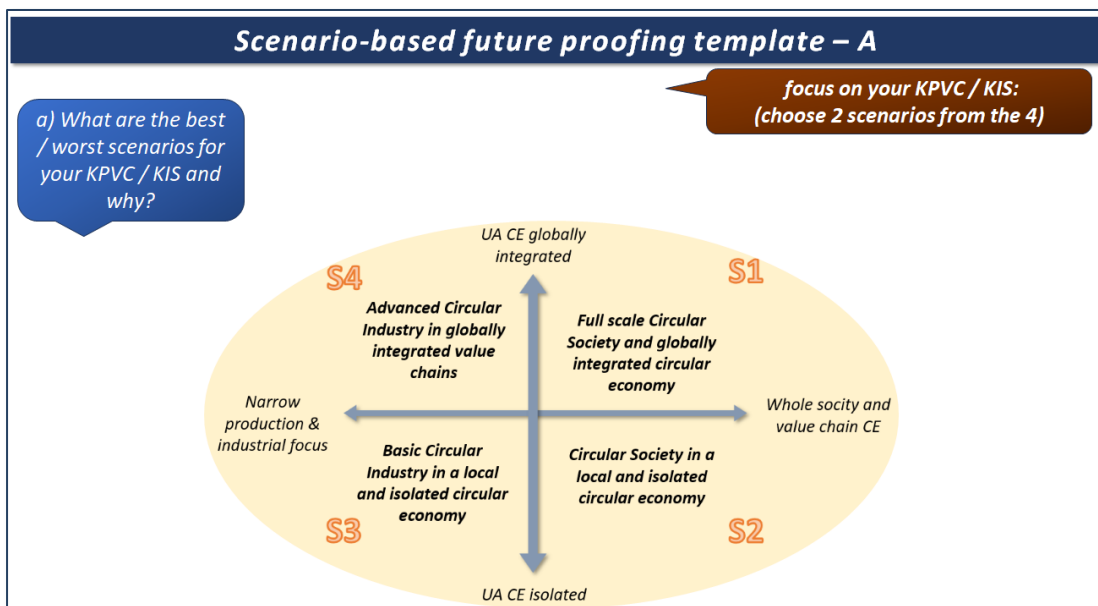 Scenario-based future proofing template – A
focus on your KPVC / KIS:
(choose 2 scenarios from the 4)
a) What are the best
/ worst scenarios for
your KPVC / KIS and
why?
UA CE globally
integrated
S4
S1
Advanced Circular
Industry in globally
integrated value
chains
Full scale Circular
Society and globally
integrated circular
economy
Narrow
production &
industrial focus
Whole socity and
value chain CE
Basic Circular
Industry in a local
and isolated circular
economy
Circular Society in a
local and isolated
circular economy
S3
S2
UA CE isolated